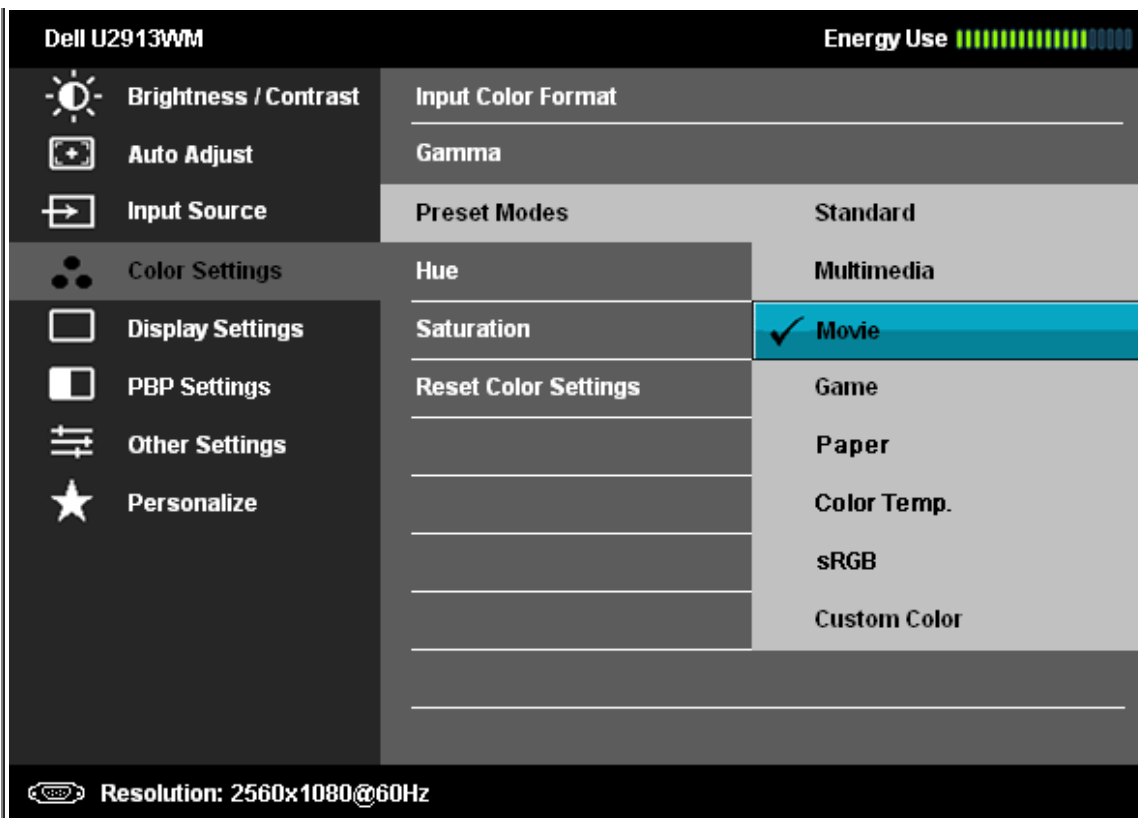 Dell U2913WM Energy Use
Brightness / Contrast Input Color Format
Auto Adjust Gamma
Input Source Preset Modes Standard
Color Settings Hue Multimedia
Display Settings Saturation Movie
PBP Settings Reset Color Settings Game
Other Settings Paper
Personalize Color Temp.
sRGB
Custom Color
Resolution: 2560x1080@60Hz